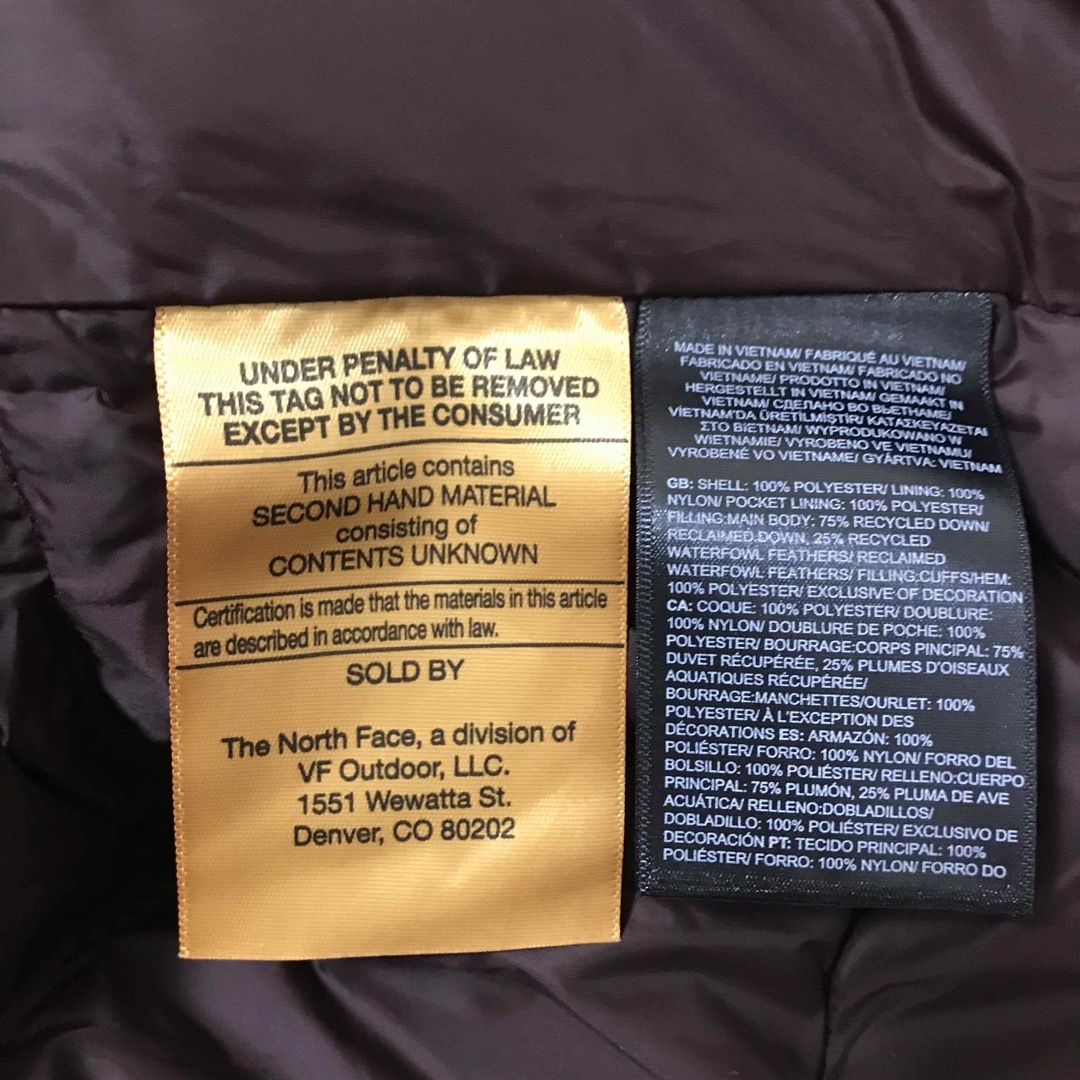 UNDER PENALTY OF LAW
THIS TAG NOT TO BE REMOVED
EXCEPT BY THE CONSUMER
This article contains
SECOND HAND MATERIAL
consisting of
CONTENTS UNKNOWN
Certification is made that the materials in this article
are described in accordance with law.
SOLD BY
The North Face, a division of
VF Outdoor, LLC.
1551 Wewatta St.
Denver, CO 80202
MADE IN VIETNAM/ FABRIQUÉ AU VIETNAM/
FABRICADO EN VIETNAM/ FABRICADO NO
VIETNAME/ PRODOTTO IN VIETNAM/
HERGESTELLT IN VIETNAM/ GEMAAKT IN
VIETNAM/ СДЕЛАНО ВО ВЬЕТНАМЕ/
VİETNAM'DA ÜRETİLMİŞTİR/ ΚΑΤΑΣΚΕΥΑΖΕΤΑΙ
ΣΤΟ ΒΙΕΤΝΑΜ/ WYPRODUKOWANO W
WIETNAMIE/ VYROBENO VE VIETNAMU/
VYROBENÉ VO VIETNAME/ GYÁRTVA: VIETNAM
GB: SHELL: 100% POLYESTER/ LINING: 100%
NYLON/ POCKET LINING: 100% POLYESTER/
FILLING:MAIN BODY: 75% RECYCLED DOWN/
RECLAIMED.DOWN, 25% RECYCLED
WATERFOWL FEATHERS/ RECLAIMED
WATERFOWL FEATHERS/ FILLING:CUFFS/HEM:
100% POLYESTER/ EXCLUSIVE OF DECORATION
CA: COQUE: 100% POLYESTER/ DOUBLURE:
100% NYLON/ DOUBLURE DE POCHE: 100%
POLYESTER/ BOURRAGE:CORPS PINCIPAL: 75%
DUVET RÉCUPÉRÉE, 25% PLUMES D'OISEAUX
AQUATIQUES RÉCUPÉRÉE/
BOURRAGE:MANCHETTES/OURLET: 100%
POLYESTER/ À L'EXCEPTION DES
DÉCORATIONS ES: ARMAZÓN: 100%
POLIÉSTER/ FORRO: 100% NYLON/ FORRO DEL
BOLSILLO: 100% POLIÉSTER/ RELLENO:CUERPO
PRINCIPAL: 75% PLUMÓN, 25% PLUMA DE AVE
ACUÁTICA/ RELLENO:DOBLADILLOS/
DOBLADILLO: 100% POLIÉSTER/ EXCLUSIVO DE
DECORACIÓN PT: TECIDO PRINCIPAL: 100%
POLIÉSTER/ FORRO: 100% NYLON/ FORRO DO